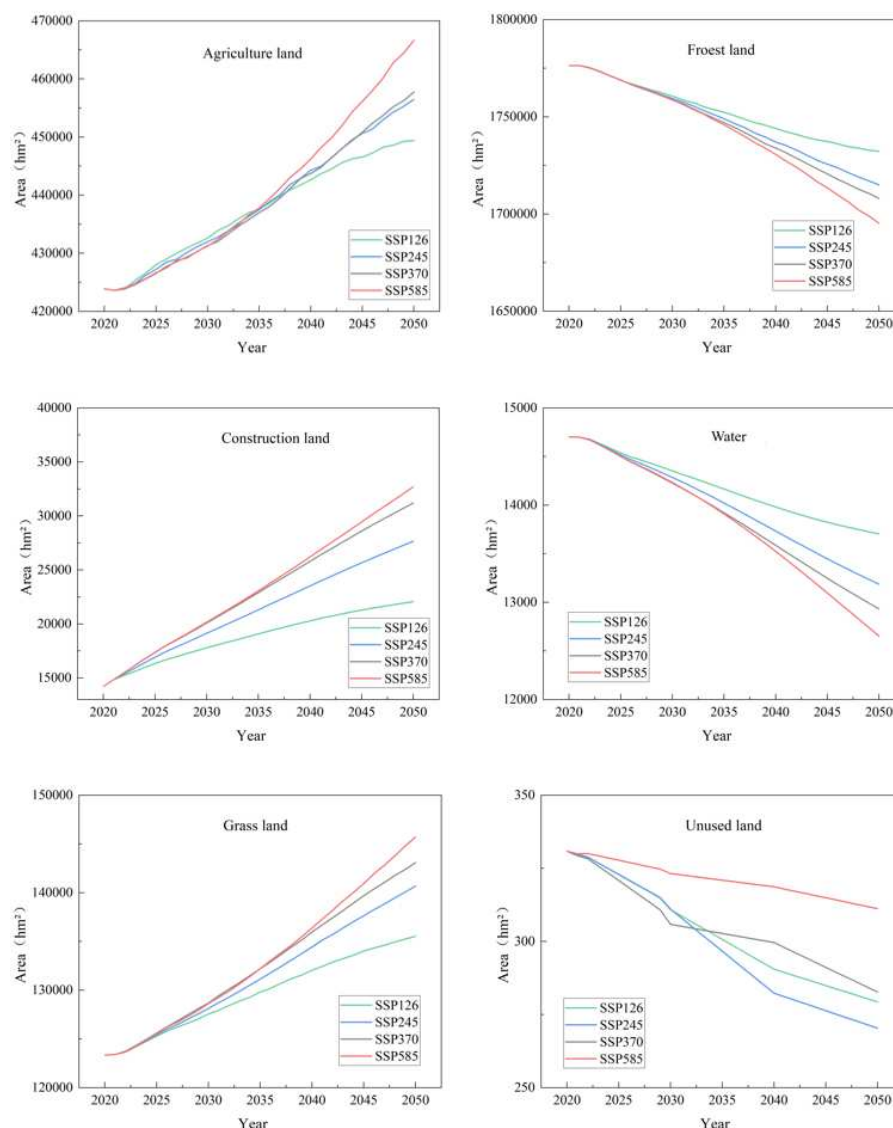 Agriculture land
470000
460000
450000
440000
430000
420000
Area（hm²）
2020 2025 2030 2035 2040 2045 2050
Year
SSP126
SSP245
SSP370
SSP585
Froest land
1800000
1750000
1700000
1650000
Area（hm²）
2020 2025 2030 2035 2040 2045 2050
Year
SSP126
SSP245
SSP370
SSP585
Construction land
40000
35000
30000
25000
20000
15000
Area（hm²）
2020 2025 2030 2035 2040 2045 2050
Year
SSP126
SSP245
SSP370
SSP585
Water
15000
14000
13000
12000
Area（hm²）
2020 2025 2030 2035 2040 2045 2050
Year
SSP126
SSP245
SSP370
SSP585
Grass land
150000
140000
130000
120000
Area（hm²）
2020 2025 2030 2035 2040 2045 2050
Year
SSP126
SSP245
SSP370
SSP585
Unused land
350
300
250
Area（hm²）
2020 2025 2030 2035 2040 2045 2050
Year
SSP126
SSP245
SSP370
SSP585